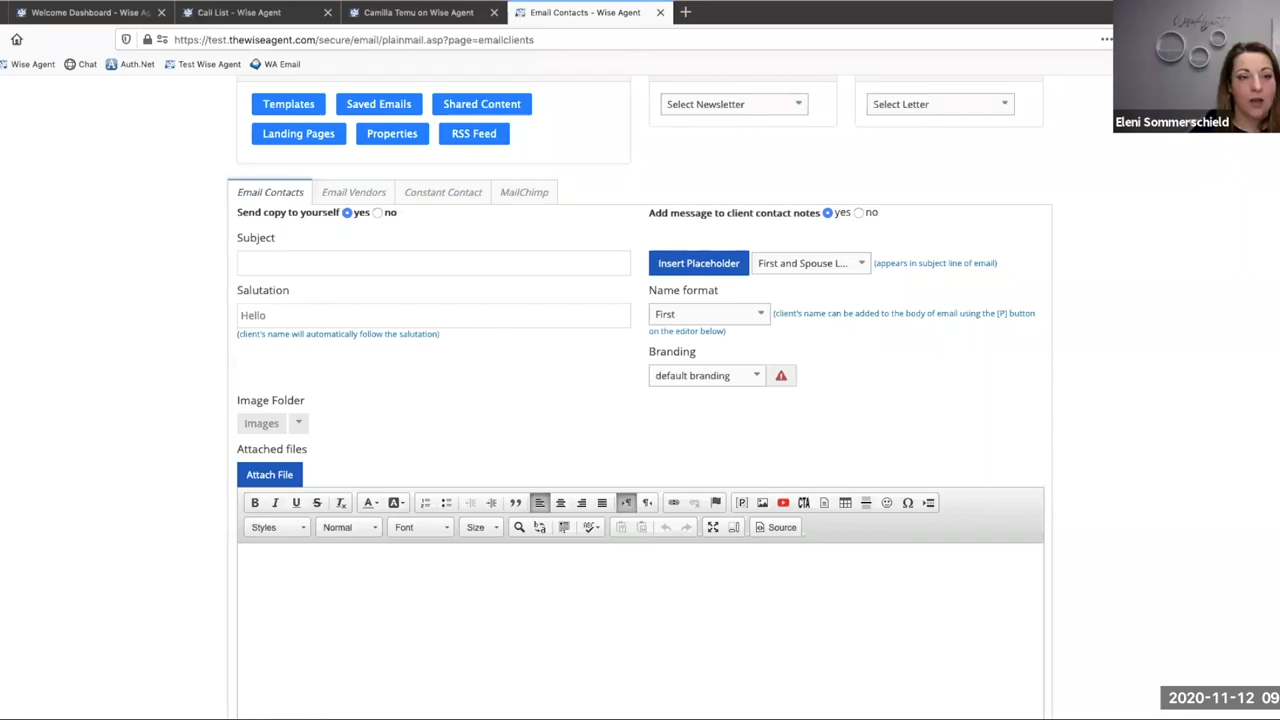 Welcome Dashboard - Wise Ag
Call List - Wise Agent
Camilla Temu on Wise Agent
Email Contacts - Wise Agent
https://test.thewiseagent.com/secure/email/plainmail.asp?page=emailclients
Wise Agent
Chat
Auth.Net
Test Wise Agent
WA Email
Eleni Sommerschield
Templates
Saved Emails
Shared Content
Select Newsletter
Select Letter
Landing Pages
Properties
RSS Feed
Email Contacts
Email Vendors
Constant Contact
MailChimp
Send copy to yourself yes no
Add message to client contact notes yes no
Subject
Insert Placeholder
First and Spouse L...
(appears in subject line of email)
Salutation
Name format
Hello
First
(client's name can be added to the body of email using the [P] button
on the editor below)
(client's name will automatically follow the salutation)
Branding
default branding
Image Folder
Images
Attached files
Attach File
Styles
Normal
Font
Size
Source
2020-11-12 09